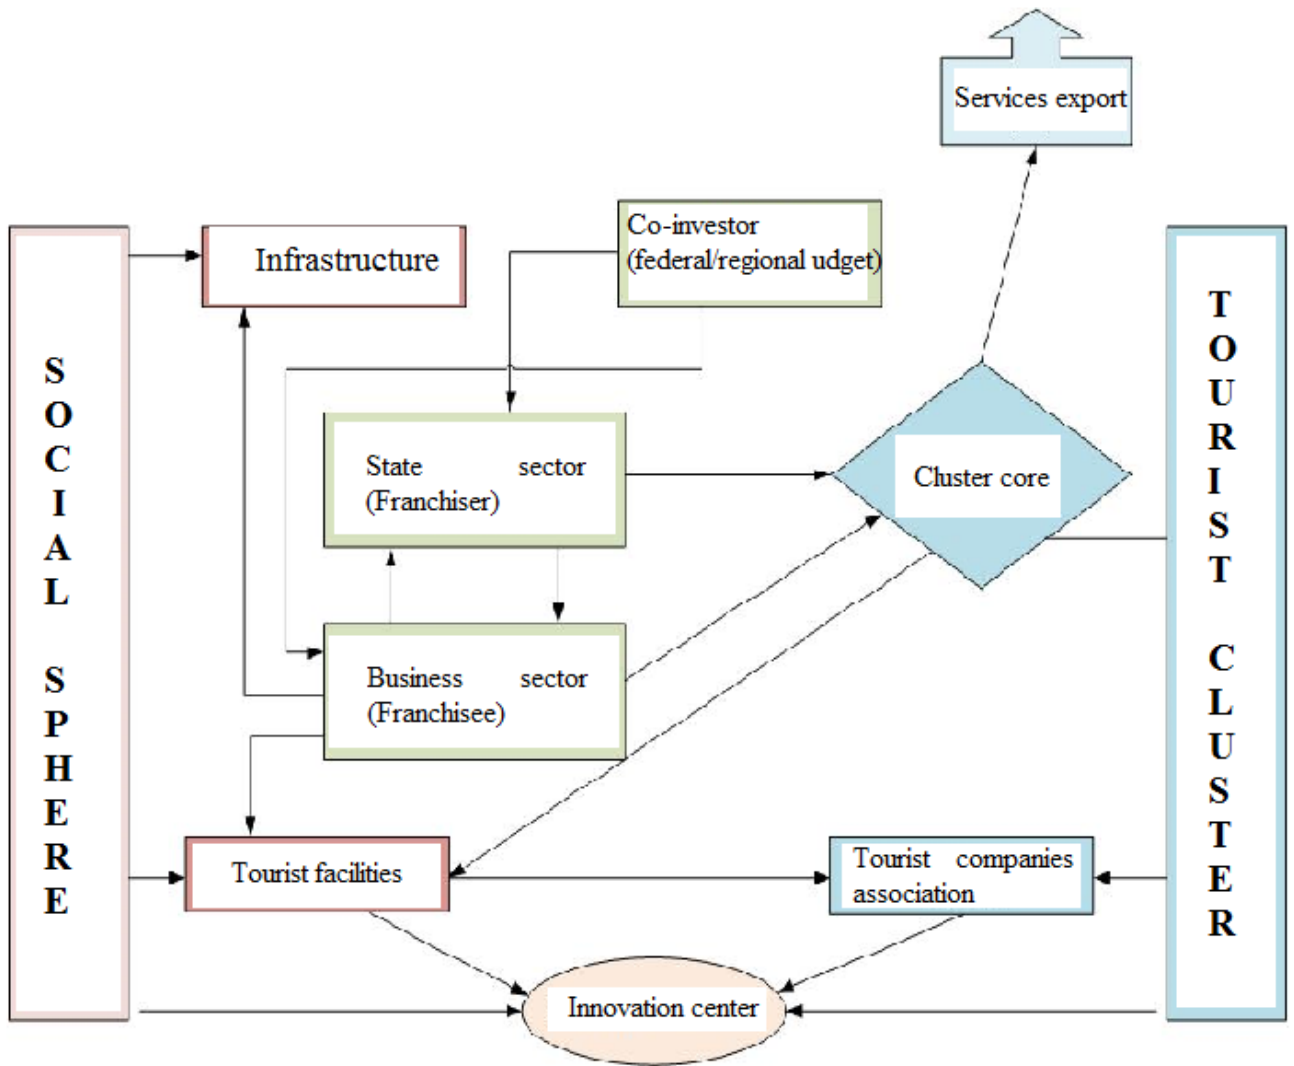 Services export
Co-investor
(federal/regional udget)
Infrastructure
SOCIAL SPHERE
TOURIST CLUSTER
State sector
(Franchiser)
Cluster core
Business sector
(Franchisee)
Tourist facilities
Tourist companies
association
Innovation center